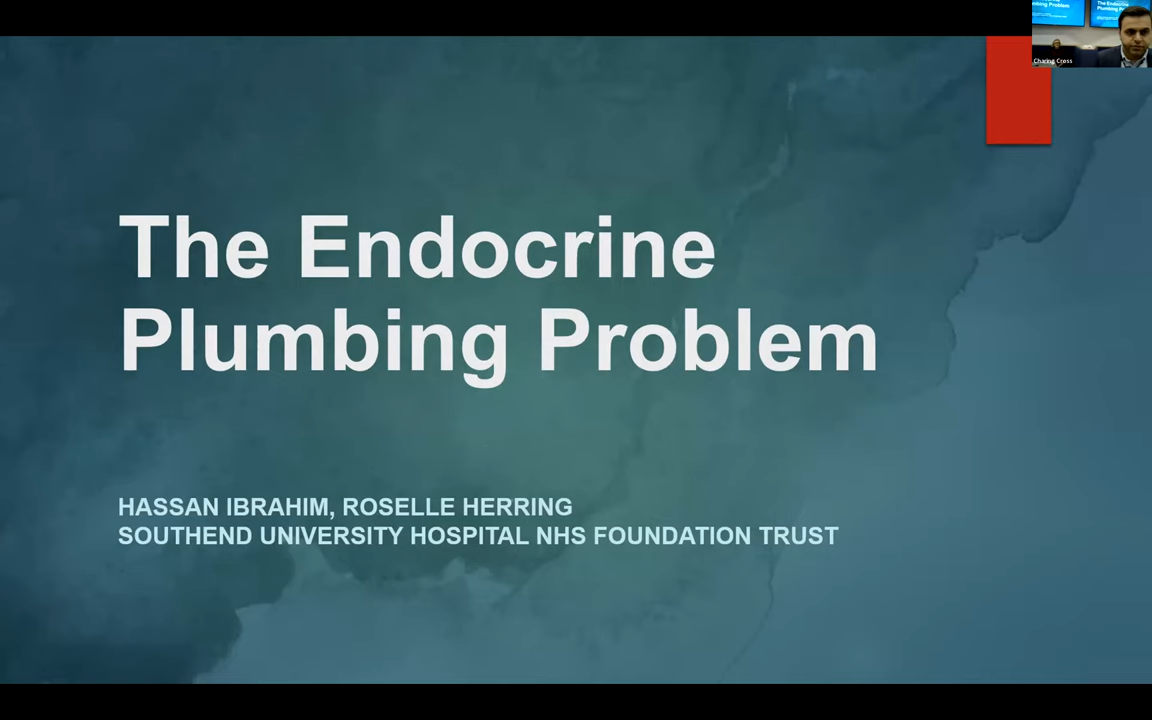 The Endocrine
Plumbing Problem
HASSAN IBRAHIM, ROSELLE HERRING
SOUTHEND UNIVERSITY HOSPITAL NHS FOUNDATION TRUST
Charing Cross